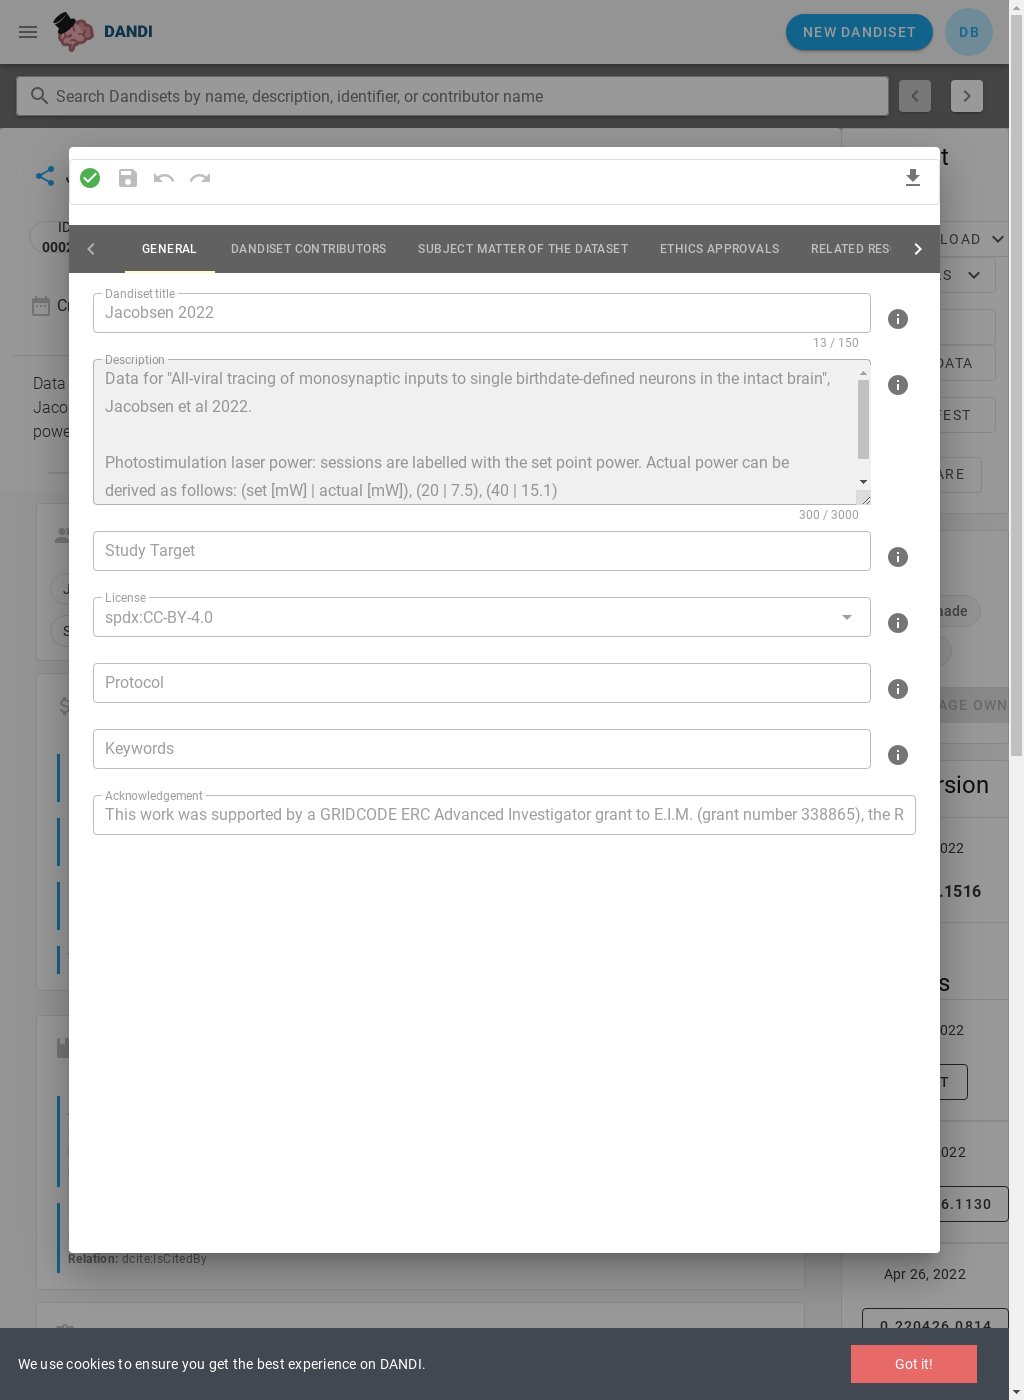 DANDI
NEW DANDISET
DB
Search Dandisets by name, description, identifier, or contributor name
GENERAL
DANDISET CONTRIBUTORS
SUBJECT MATTER OF THE DATASET
ETHICS APPROVALS
RELATED RES
Dandiset title
Jacobsen 2022
13 / 150
Description
Data for "All-viral tracing of monosynaptic inputs to single birthdate-defined neurons in the intact brain",
Jacobsen et al 2022.
Photostimulation laser power: sessions are labelled with the set point power. Actual power can be
derived as follows: (set [mW] | actual [mW]), (20 | 7.5), (40 | 15.1)
300 / 3000
Study Target
License
spdx:CC-BY-4.0
Protocol
Keywords
Acknowledgement
This work was supported by a GRIDCODE ERC Advanced Investigator grant to E.I.M. (grant number 338865), the R
ID
0002
Data
Jaco
powe
LOAD
DATA
FEST
ARE
aade
AGE OWN
rsion
022
.1516
s
022
T
022
6.1130
Apr 26, 2022
0.220426.0814
Relation: dcite:IsCitedBy
We use cookies to ensure you get the best experience on DANDI.
Got it!